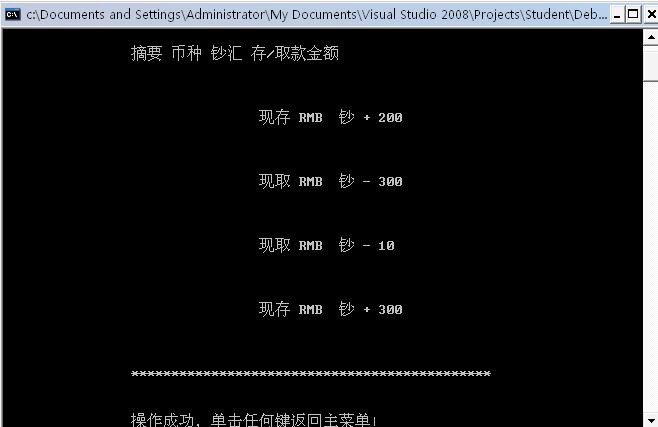 c:\Documents and Settings\Administrator\My Documents\Visual Studio 2008\Projects\Student\Deb...
摘要 币种 钞汇 存/取款金额
现存 RMB 钞 + 200
现取 RMB 钞 - 300
现取 RMB 钞 - 10
现存 RMB 钞 + 300
*********************************************
操作成功, 单击任何键返回主菜单!